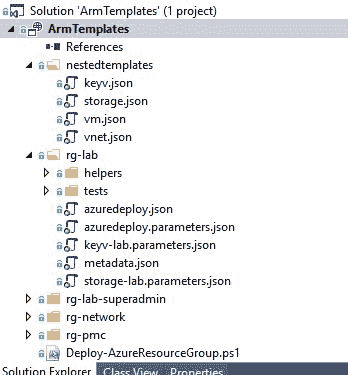 Solution 'ArmTemplates' (1 project)
ArmTemplates
References
nestedtemplates
keyv.json
storage.json
vm.json
vnet.json
rg-lab
helpers
tests
azuredeploy.json
azuredeploy.parameters.json
keyv-lab.parameters.json
metadata.json
storage-lab.parameters.json
rg-lab-superadmin
rg-network
rg-pmc
Deploy-AzureResourceGroup.ps1
Solution Explorer Class View Properties